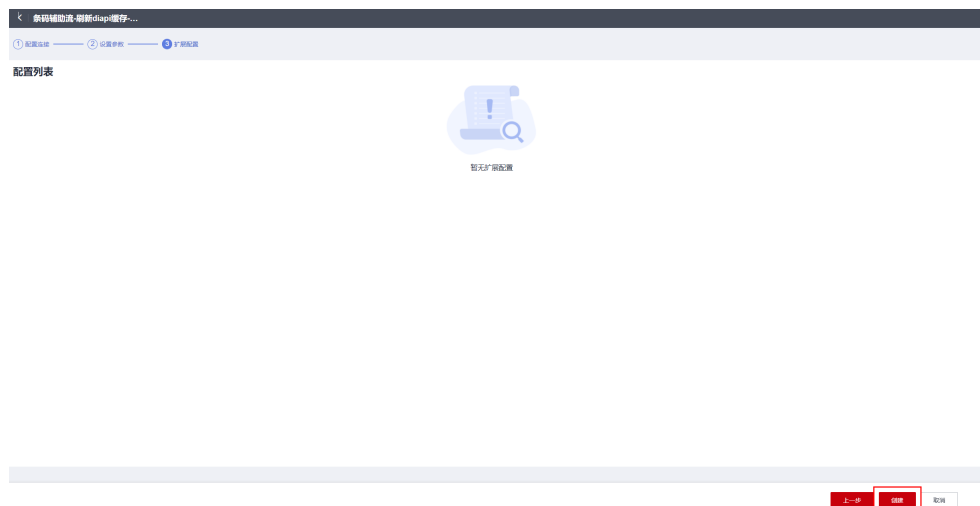 条码辅助流-刷新diapi缓存-...
1 配置连接 2 设置参数 3 扩展配置
配置列表
暂无扩展配置
上一步 创建 取消